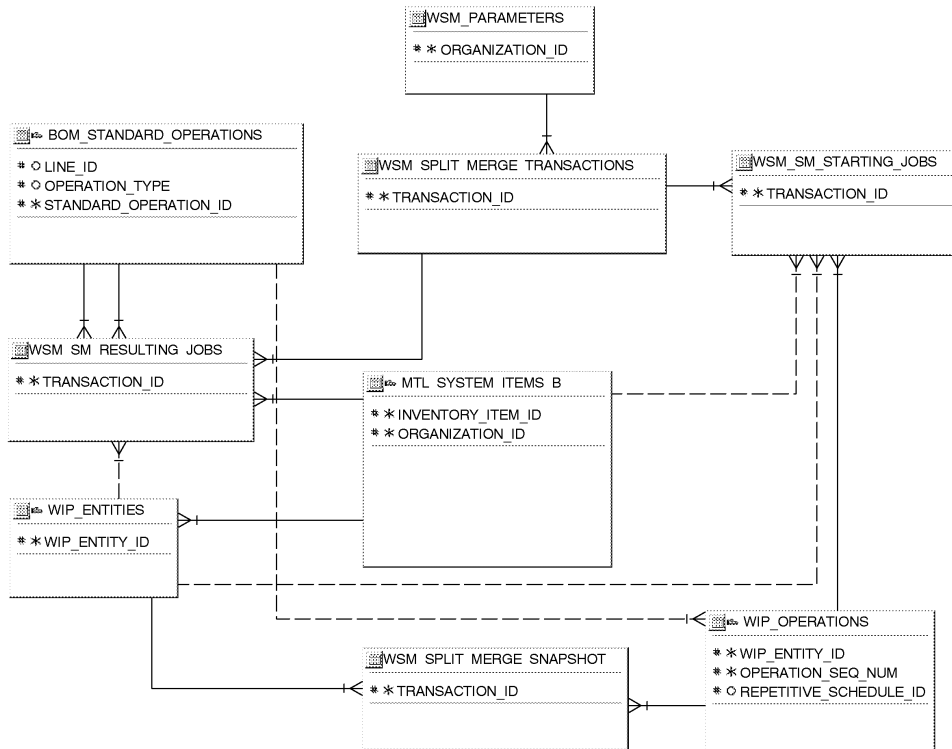 WSM_PARAMETERS
# * ORGANIZATION_ID
BOM_STANDARD_OPERATIONS
# O LINE_ID
# O OPERATION_TYPE
# * STANDARD_OPERATION_ID
WSM SPLIT MERGE TRANSACTIONS
# * TRANSACTION_ID
WSM_SM_STARTING_JOBS
# * TRANSACTION_ID
WSM SM RESULTING JOBS
# * TRANSACTION_ID
MTL SYSTEM ITEMS B
# * INVENTORY_ITEM_ID
# * ORGANIZATION_ID
WIP_ENTITIES
# * WIP_ENTITY_ID
WIP_OPERATIONS
# * WIP_ENTITY_ID
# * OPERATION_SEQ_NUM
# O REPETITIVE_SCHEDULE_ID
WSM SPLIT MERGE SNAPSHOT
# * TRANSACTION_ID